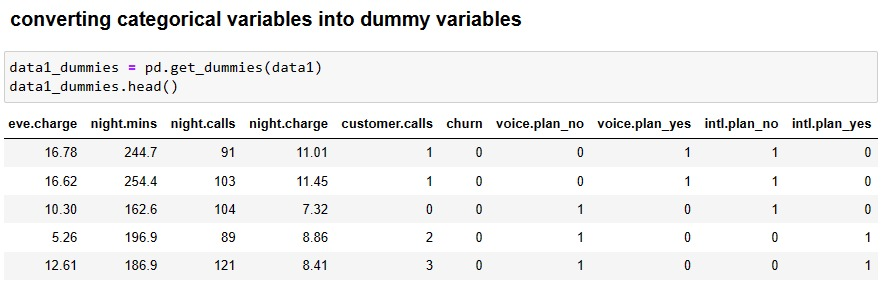 converting categorical variables into dummy variables
data1_dummies = pd.get_dummies(data1)
data1_dummies.head()
eve.charge night.mins night.calls night.charge customer.calls churn voice.plan_no voice.plan_yes intl.plan_no intl.plan_yes
16.78 244.7 91 11.01 1 0 0 1 1 0
16.62 254.4 103 11.45 1 0 0 1 1 0
10.30 162.6 104 7.32 0 0 1 0 1 0
5.26 196.9 89 8.86 2 0 1 0 0 1
12.61 186.9 121 8.41 3 0 1 0 0 1